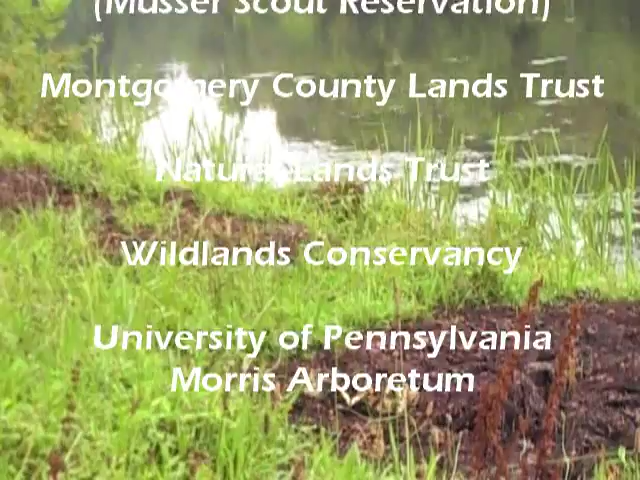 (Musser Scout Reservation)
Montgomery County Lands Trust
Natural Lands Trust
Wildlands Conservancy
University of Pennsylvania
Morris Arboretum